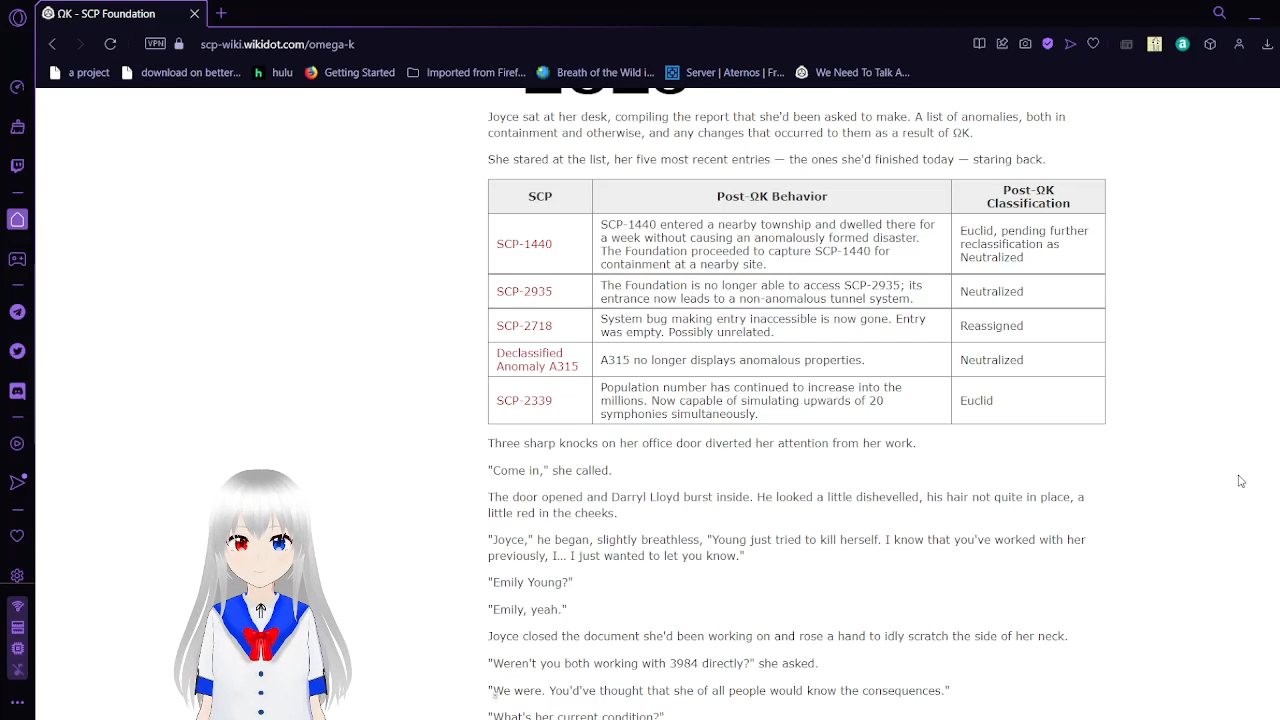 ΩK - SCP Foundation
VPN
scp-wiki.wikidot.com/omega-k
a project
download on better...
hulu
Getting Started
Imported from Firef...
Breath of the Wild i...
Server | Aternos | Fr...
We Need To Talk A...
Joyce sat at her desk, compiling the report that she'd been asked to make. A list of anomalies, both in
containment and otherwise, and any changes that occurred to them as a result of ΩK.
She stared at the list, her five most recent entries — the ones she'd finished today — staring back.
SCP
Post-ΩK Behavior
Post-ΩK
Classification
SCP-1440
SCP-1440 entered a nearby township and dwelled there for
a week without causing an anomalously formed disaster.
The Foundation proceeded to capture SCP-1440 for
containment at a nearby site.
Euclid, pending further
reclassification as
Neutralized
SCP-2935
The Foundation is no longer able to access SCP-2935; its
entrance now leads to a non-anomalous tunnel system.
Neutralized
SCP-2718
System bug making entry inaccessible is now gone. Entry
was empty. Possibly unrelated.
Reassigned
Declassified
Anomaly A315
A315 no longer displays anomalous properties.
Neutralized
SCP-2339
Population number has continued to increase into the
millions. Now capable of simulating upwards of 20
symphonies simultaneously.
Euclid
Three sharp knocks on her office door diverted her attention from her work.
"Come in," she called.
The door opened and Darryl Lloyd burst inside. He looked a little dishevelled, his hair not quite in place, a
little red in the cheeks.
"Joyce," he began, slightly breathless, "Young just tried to kill herself. I know that you've worked with her
previously, I... I just wanted to let you know."
"Emily Young?"
"Emily, yeah."
Joyce closed the document she'd been working on and rose a hand to idly scratch the side of her neck.
"Weren't you both working with 3984 directly?" she asked.
"We were. You'd've thought that she of all people would know the consequences."
"What's her current condition?"